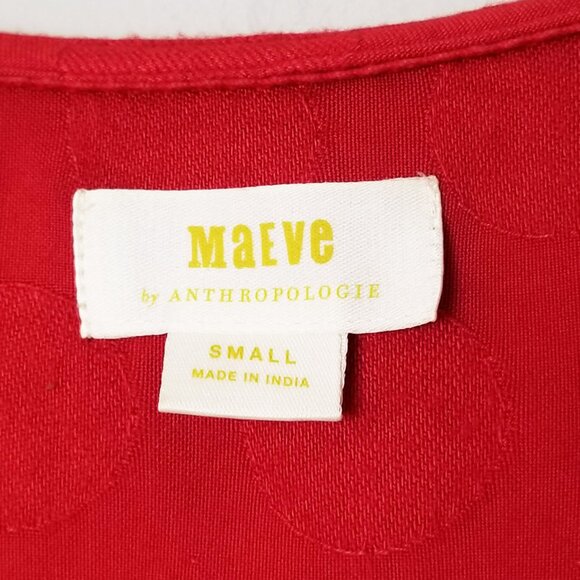 MaEVe
by ANTHROPOLOGIE
SMALL
MADE IN INDIA